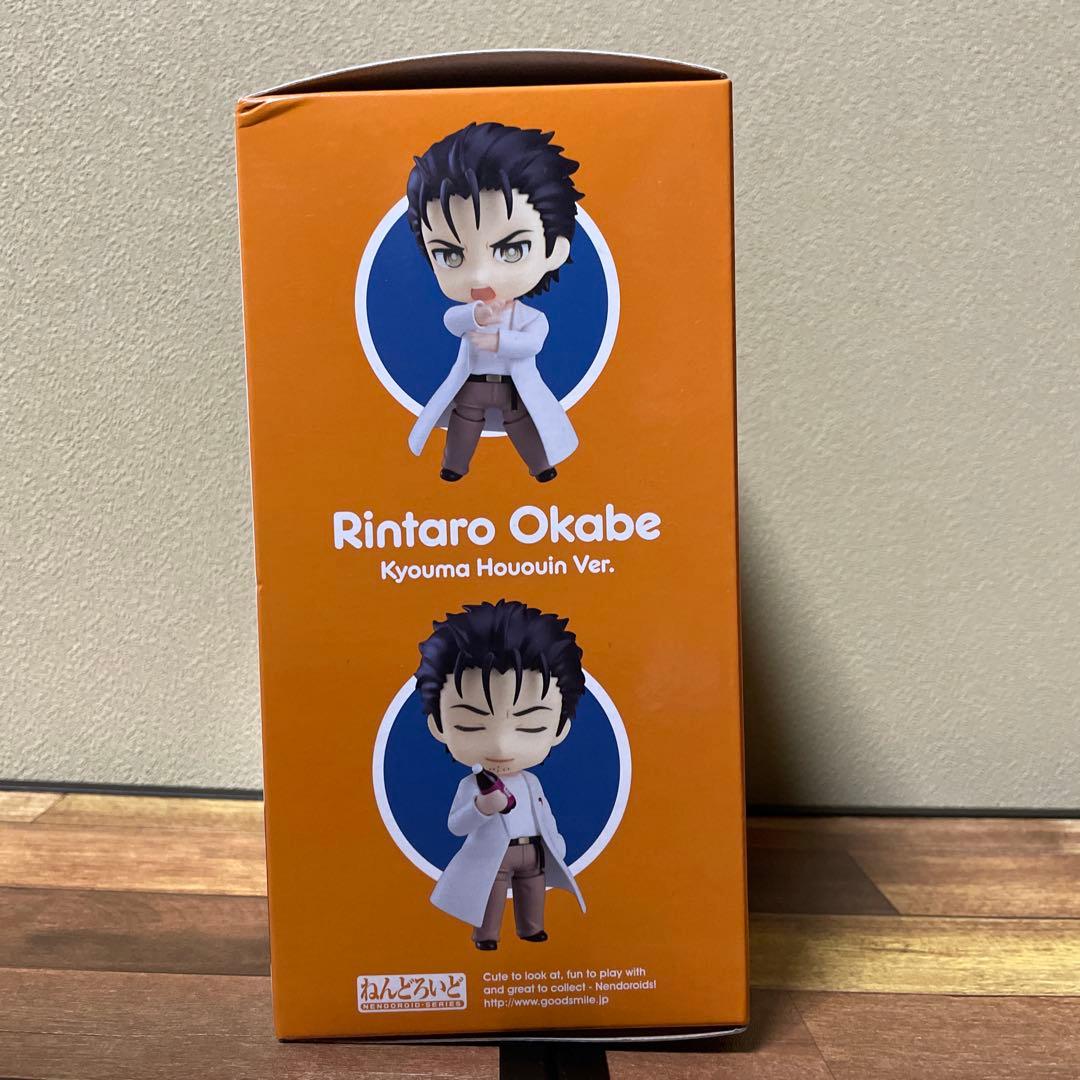 Rintaro Okabe
Kyouma Hououin Ver.
ねんどろいど
NENDOROID-SERIES
Cute to look at, fun to play with
and great to collect - Nendoroids!
http://www.goodsmile.jp